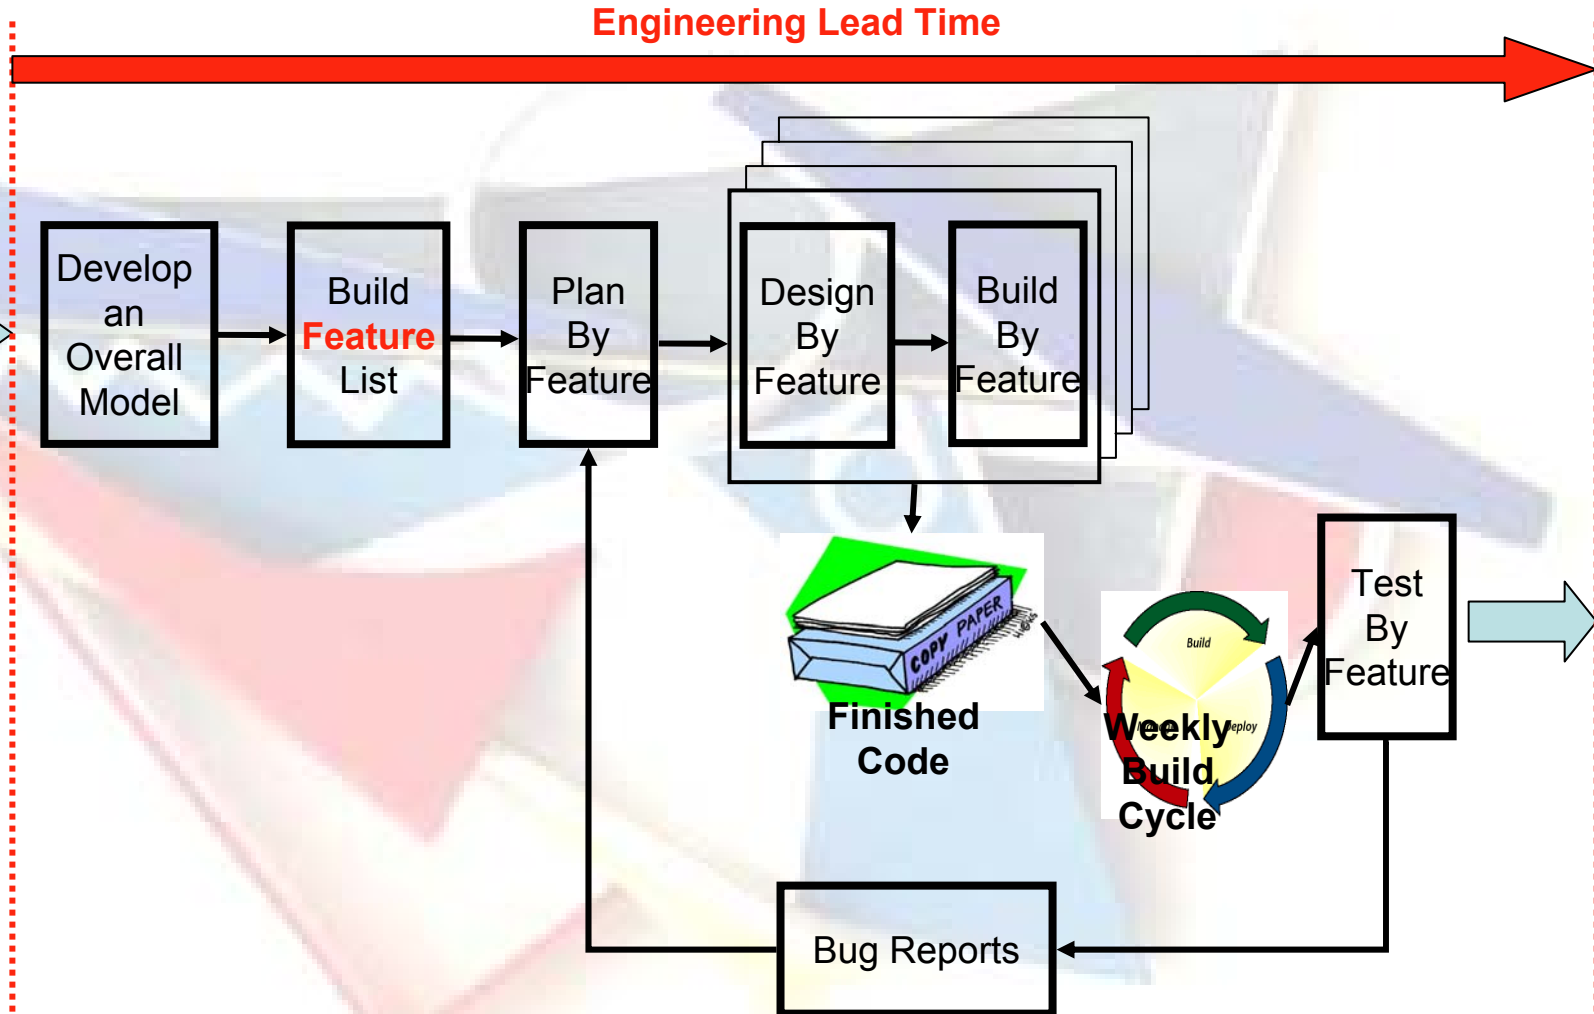 Engineering Lead Time
Develop
an
Overall
Model
Build
Feature
List
Plan
By
Feature
Design
By
Feature
Build
By
Feature
COPY PAPER
Finished
Code
Build
Deploy
Weekly
Build
Cycle
Test
By
Feature
Bug Reports